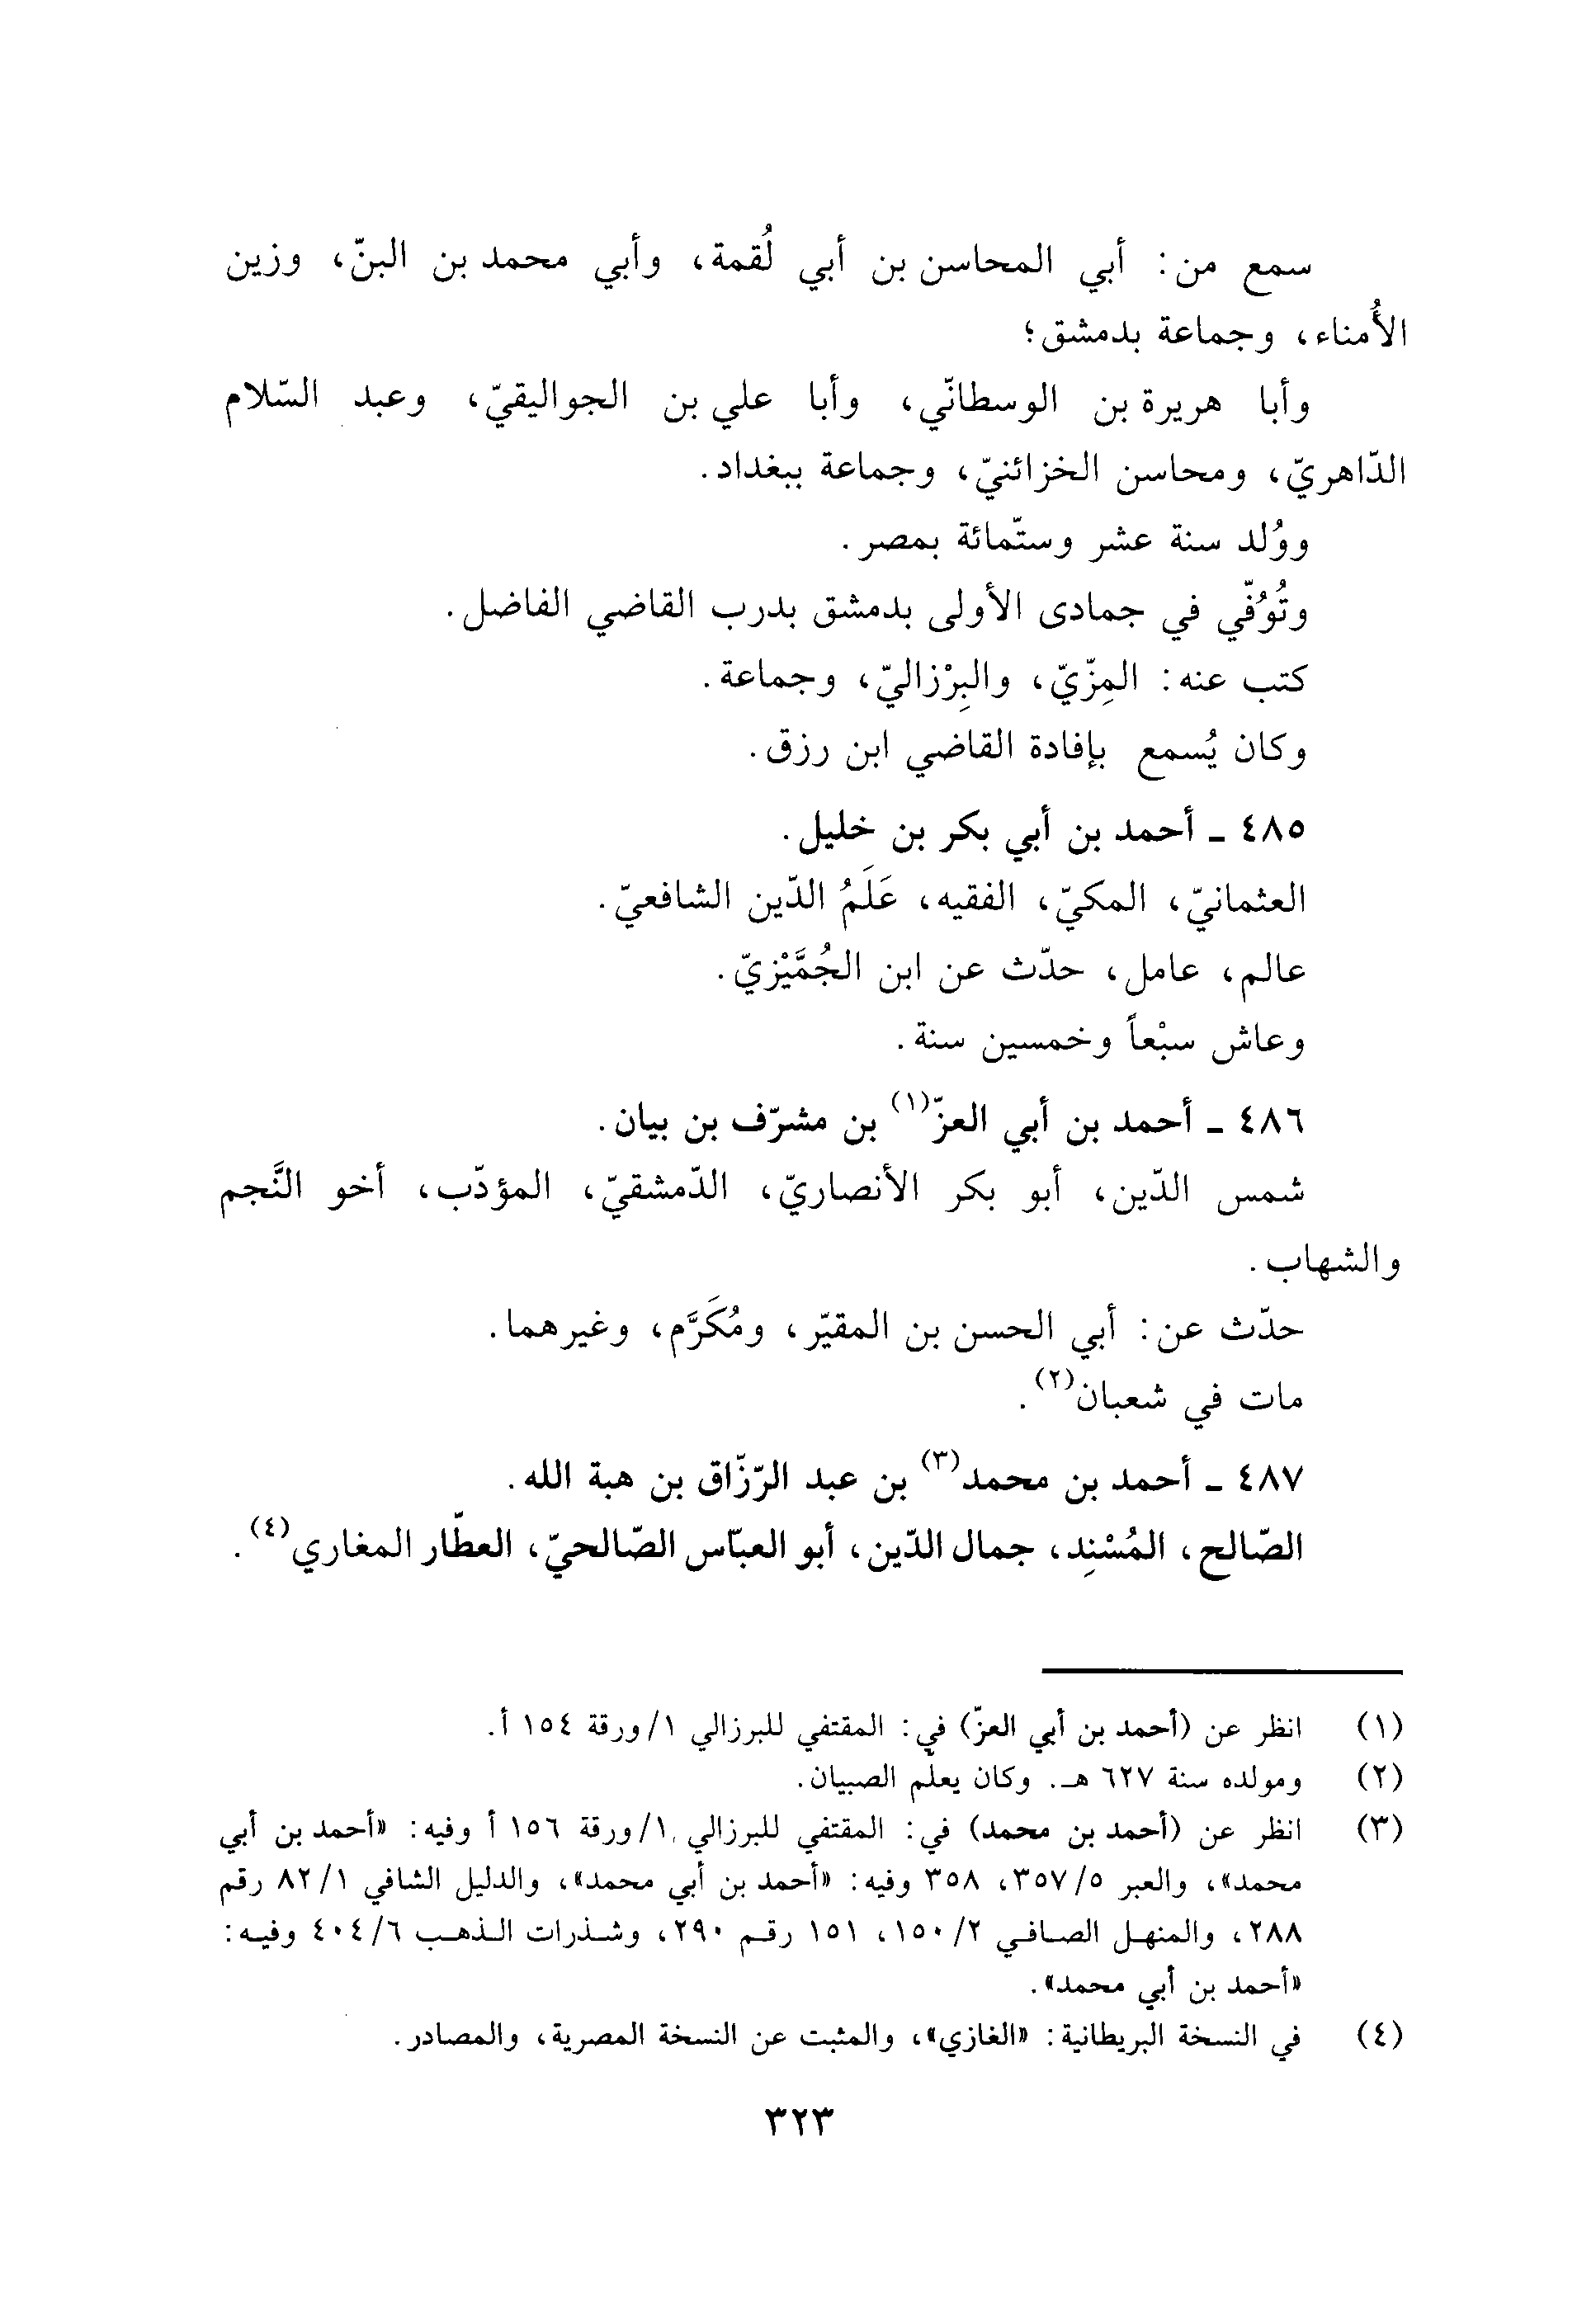 سمع من: أبي المحاسن بن أبي لُقمة، وأبي محمد بن البنّ، وزين
الأُمناء، وجماعة بدمشق؛
وأبا هريرة بن الوسطانّي، وأبا علي بن الجواليقيّ، وعبد السّلام
الدّاهريّ، ومحاسن الخزائنيّ، وجماعة ببغداد.
ووُلد سنة عشر وستّمائة بمصر.
وتُوُفّي في جمادى الأولى بدمشق بدرب القاضي الفاضل.
كتب عنه: المِزّيّ، والبِرْزاليّ، وجماعة.
وكان يُسمع بإفادة القاضي ابن رزق.
٤٨٥ ـ أحمد بن أبي بكر بن خليل.
العثمانيّ، المكيّ، الفقيه، عَلَمُ الدّين الشافعيّ.
عالم، عامل، حدّث عن ابن الجُمَّيْزيّ.
وعاش سبْعاً وخمسين سنة.
٤٨٦ ـ أحمد بن أبي العزّ(١) بن مشرّف بن بيان.
شمس الدّين، أبو بكر الأنصاريّ، الدّمشقيّ، المؤدّب، أخو النَّجم
والشهاب.
حدّث عن: أبي الحسن بن المقيّر، ومُكَرَّم، وغيرهما.
مات في شعبان(٢).
٤٨٧ ـ أحمد بن محمد(٣) بن عبد الرّزّاق بن هبة الله.
الصّالح، المُسْنِد، جمال الدّين، أبو العبّاس الصّالحيّ، العطّار المغاري(٤).
(١) انظر عن (أحمد بن أبي العزّ) في: المقتفي للبرزالي ١/ورقة ١٥٤ أ.
(٢) ومولده سنة ٦٢٧ هـ. وكان يعلّم الصبيان.
(٣) انظر عن (أحمد بن محمد) في: المقتفي للبرزالي ١/ورقة ١٥٦ أ وفيه: «أحمد بن أبي
محمد»، والعبر ٥/٣٥٧، ٣٥٨ وفيه: «أحمد بن أبي محمد»، والدليل الشافي ١/٨٢ رقم
٢٨٨، والمنهل الصافي ٢/١٥٠، ١٥١ رقم ٢٩٠، وشذرات الذهب ٦/٤٠٤ وفيه:
«أحمد بن أبي محمد».
(٤) في النسخة البريطانية: «الغازي»، والمثبت عن النسخة المصرية، والمصادر.
٣٢٣